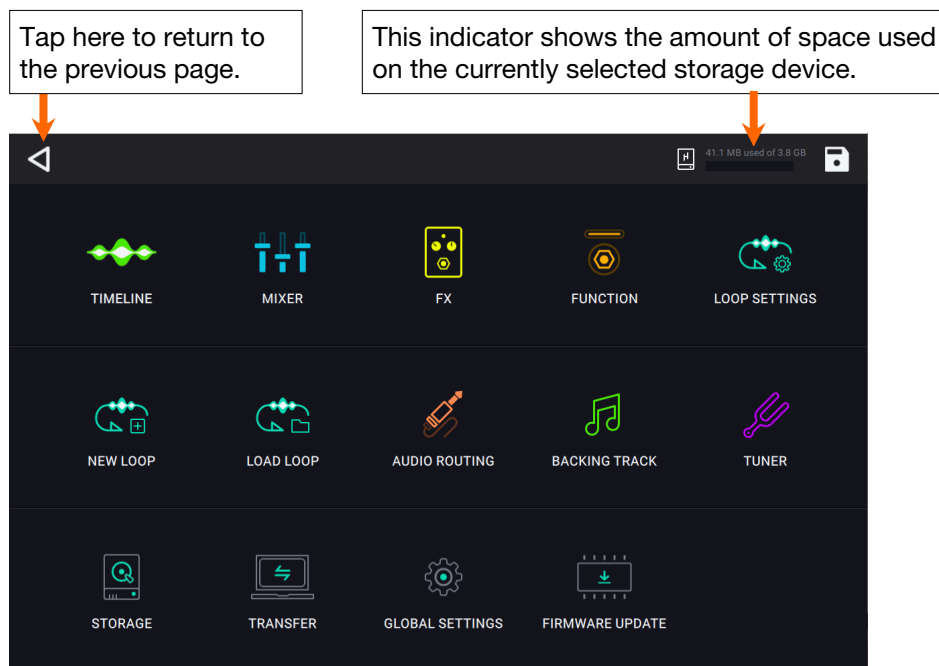 Tap here to return to
the previous page.
This indicator shows the amount of space used
on the currently selected storage device.
41.1 MB used of 3.8 GB
TIMELINE
MIXER
FX
FUNCTION
LOOP SETTINGS
NEW LOOP
LOAD LOOP
AUDIO ROUTING
BACKING TRACK
TUNER
STORAGE
TRANSFER
GLOBAL SETTINGS
FIRMWARE UPDATE